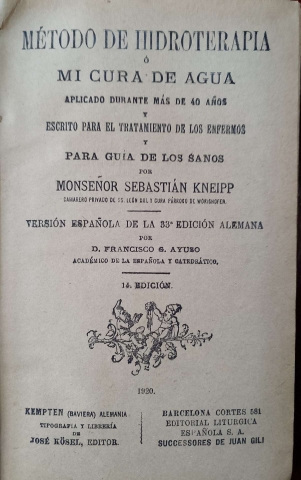 MÉTODO DE HIDROTERAPIA
Ó
MI CURA DE AGUA
APLICADO DURANTE MÁS DE 40 AÑOS
Y
ESCRITO PARA EL TRATAMIENTO DE LOS ENFERMOS
Y
PARA GUÍA DE LOS SANOS
POR
MONSEÑOR SEBASTIÁN KNEIPP
CAMARERO PRIVADO DE SS LEÓN XIII Y CURA PÁRROCO DE WÖRISHOFEN.
VERSIÓN ESPAÑOLA DE LA 33ª EDICIÓN ALEMANA
POR
D. FRANCISCO G. AYUSO
ACADÉMICO DE LA ESPAÑOLA Y CATEDRÁTICO.
14. EDICIÓN.
1920.
KEMPTEN (BAVIERA) ALEMANIA
TIPOGRAFIA Y LIBRERÍA
DE
JOSÉ KÖSEL, EDITOR.
BARCELONA CORTES 581
EDITORIAL LITURGICA
ESPAÑOLA S. A.
SUCCESORES DE JUAN GILI